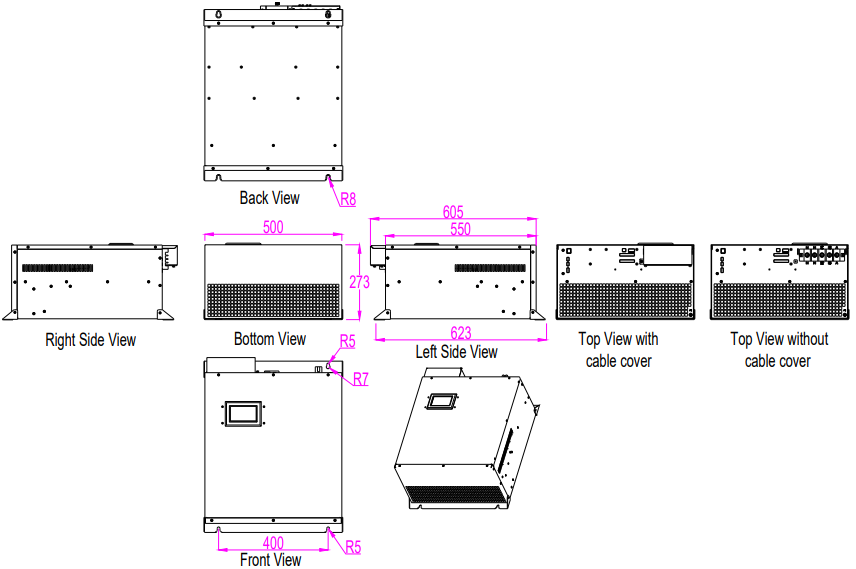 Back View
R8
500
605
550
273
623
Right Side View
Bottom View
Left Side View
Top View with
cable cover
Top View without
cable cover
R5
R7
400
R5
Front View